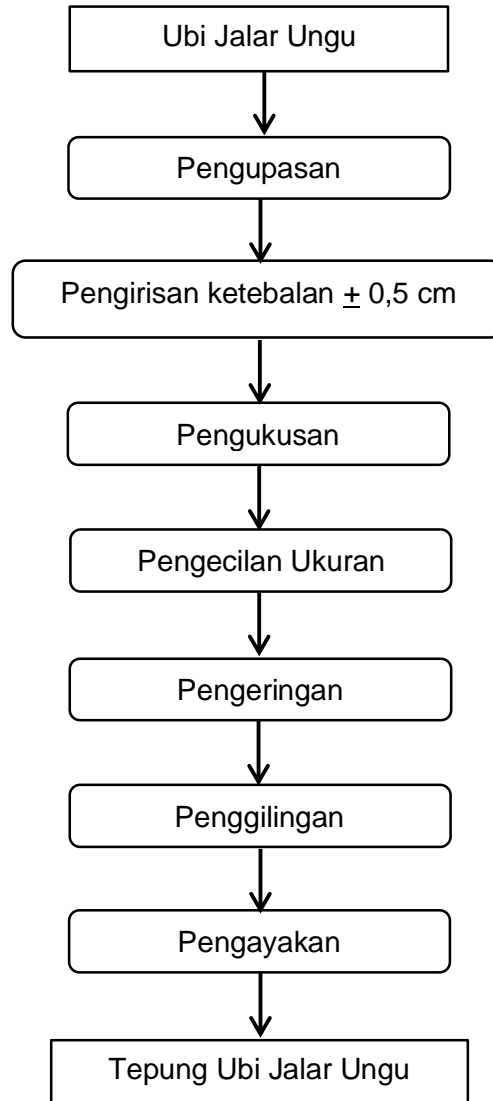 Ubi Jalar Ungu
Pengupasan
Pengirisan ketebalan ± 0,5 cm
Pengukusan
Pengecilan Ukuran
Pengeringan
Penggilingan
Pengayakan
Tepung Ubi Jalar Ungu